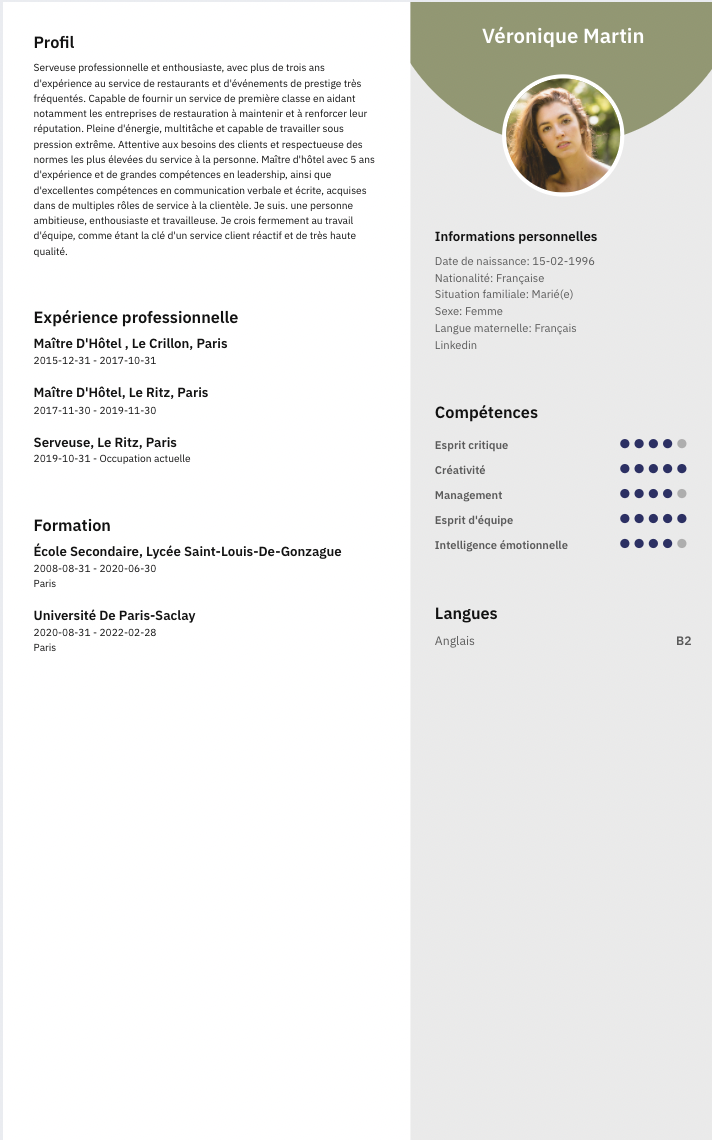 Profil
Serveuse professionnelle et enthousiaste, avec plus de trois ans
d'expérience au service de restaurants et d'événements de prestige très
fréquentés. Capable de fournir un service de première classe en aidant
notamment les entreprises de restauration à maintenir et à renforcer leur
réputation. Pleine d'énergie, multitâche et capable de travailler sous
pression extrême. Attentive aux besoins des clients et respectueuse des
normes les plus élevées du service à la personne. Maître d'hôtel avec 5 ans
d'expérience et de grandes compétences en leadership, ainsi que
d'excellentes compétences en communication verbale et écrite, acquises
dans de multiples rôles de service à la clientèle. Je suis. une personne
ambitieuse, enthousiaste et travailleuse. Je crois fermement au travail
d'équipe, comme étant la clé d'un service client réactif et de très haute
qualité.
Expérience professionnelle
Maître D'Hôtel , Le Crillon, Paris
2015-12-31 - 2017-10-31
Maître D'Hôtel, Le Ritz, Paris
2017-11-30 - 2019-11-30
Serveuse, Le Ritz, Paris
2019-10-31 - Occupation actuelle
Formation
École Secondaire, Lycée Saint-Louis-De-Gonzague
2008-08-31 - 2020-06-30
Paris
Université De Paris-Saclay
2020-08-31 - 2022-02-28
Paris
Véronique Martin
Informations personnelles
Date de naissance: 15-02-1996
Nationalité: Française
Situation familiale: Marié(e)
Sexe: Femme
Langue maternelle: Français
Linkedin
Compétences
Esprit critique
Créativité
Management
Esprit d'équipe
Intelligence émotionnelle
Langues
Anglais B2